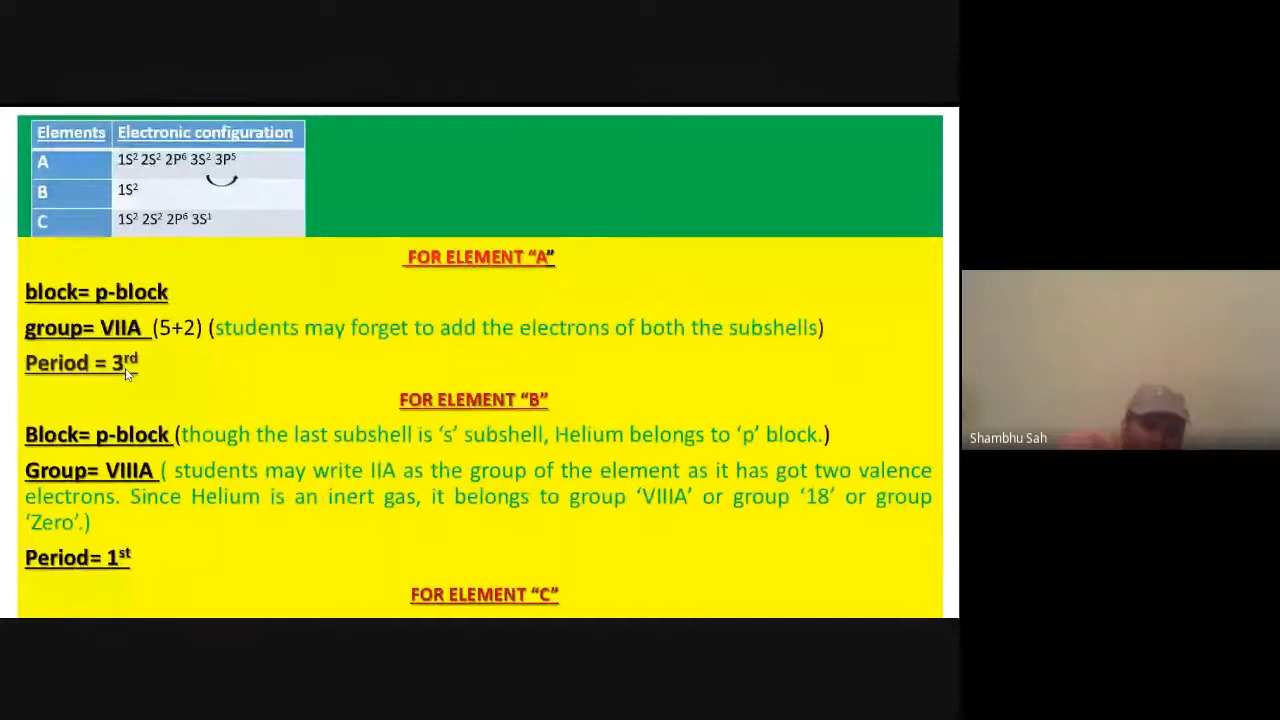 Elements Electronic configuration
A 1S² 2S² 2P⁶ 3S² 3P⁵
B 1S²
C 1S² 2S² 2P⁶ 3S¹
FOR ELEMENT “A”
block= p-block
group= VIIA (5+2) (students may forget to add the electrons of both the subshells)
Period = 3rd
FOR ELEMENT “B”
Block= p-block (though the last subshell is ‘s’ subshell, Helium belongs to ‘p’ block.)
Group= VIIIA ( students may write IIA as the group of the element as it has got two valence
electrons. Since Helium is an inert gas, it belongs to group ‘VIIIA’ or group ‘18’ or group
‘Zero’.)
Period= 1st
FOR ELEMENT “C”
Shambhu Sah